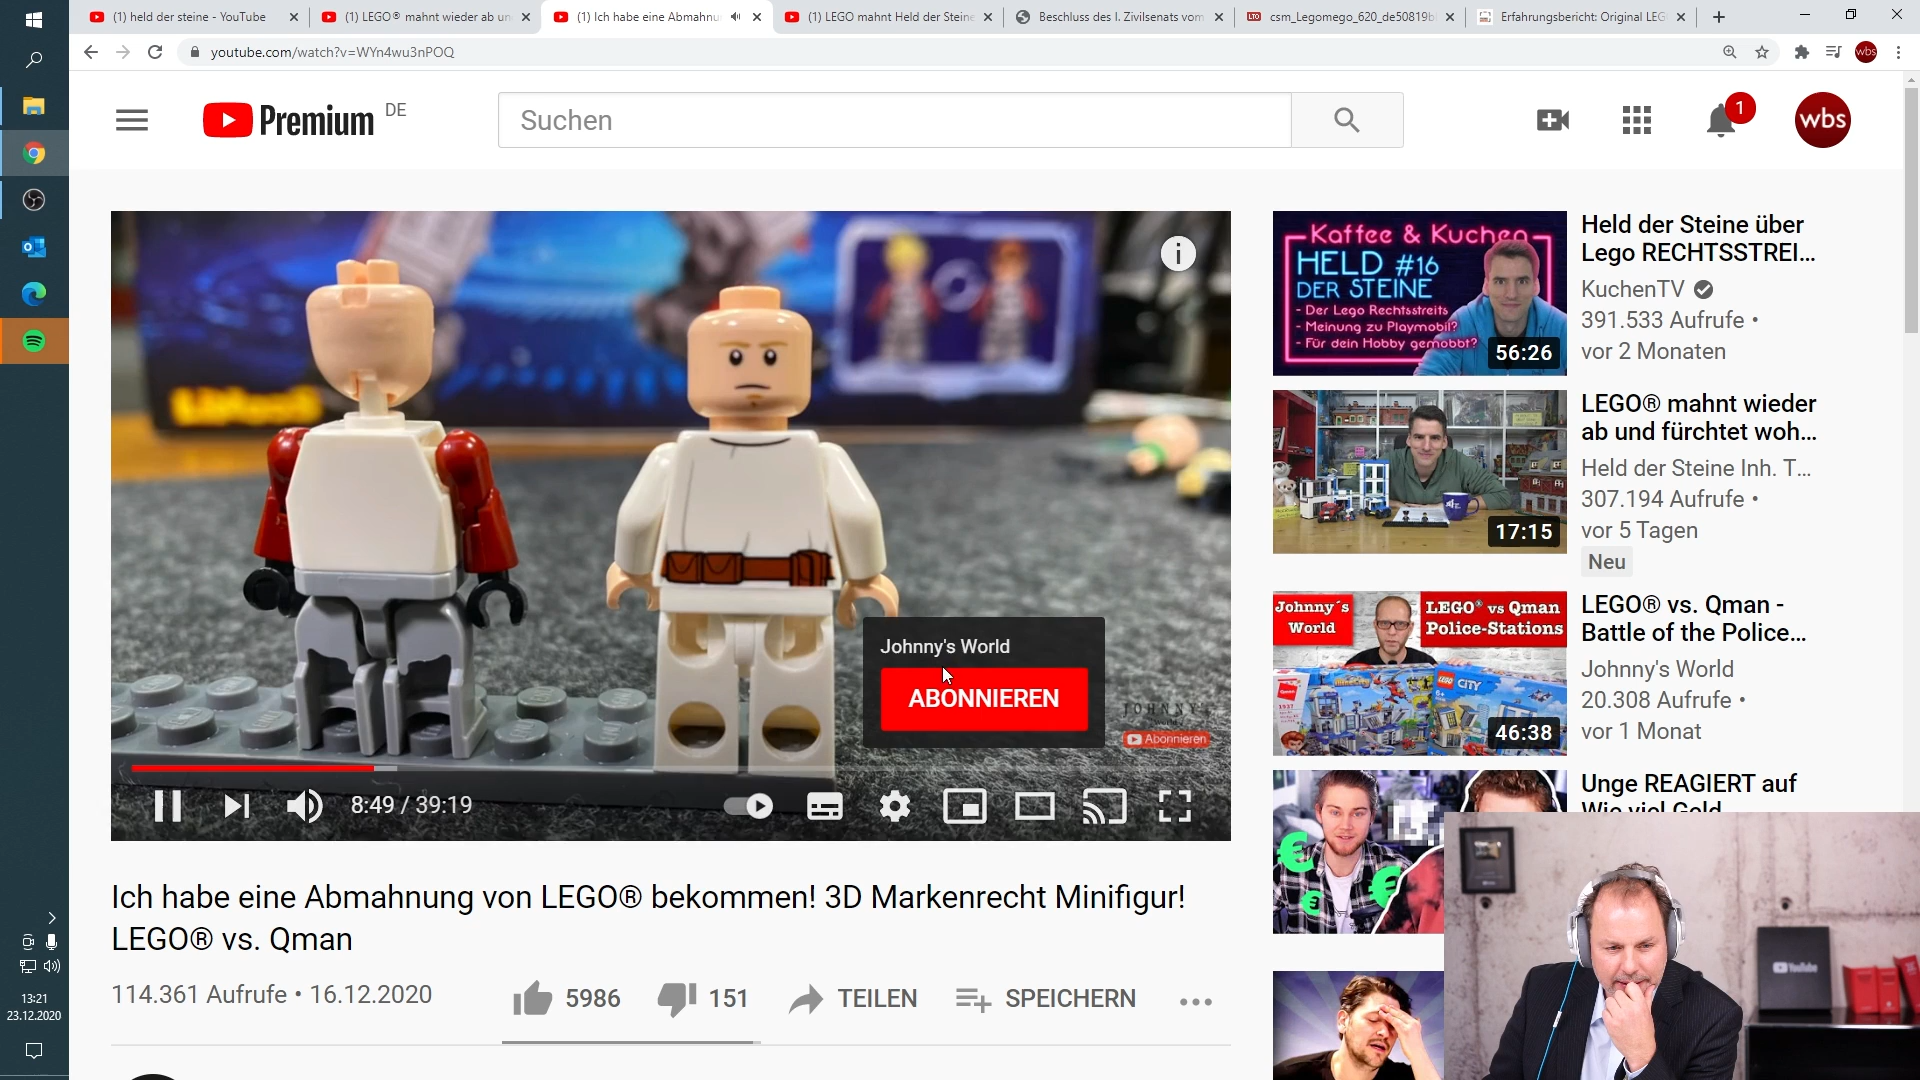 (1) held der steine - YouTube
(1) LEGO® mahnt wieder ab un
(1) Ich habe eine Abmahnu
(1) LEGO mahnt Held der Steine
Beschluss des I. Zivilsenats vom
LTO
csm_Legomego_620_de50819b
Erfahrungsbericht: Original LEG
youtube.com/watch?v=WYn4wu3nPOQ
wbs
Premium
DE
Suchen
1
wbs
Johnny's World
ABONNIEREN
JOHNNY'
Abonnieren
8:49 / 39:19
Ich habe eine Abmahnung von LEGO® bekommen! 3D Markenrecht Minifigur!
LEGO® vs. Qman
114.361 Aufrufe • 16.12.2020
5986
151
TEILEN
SPEICHERN
Kaffee & Kuchen
HELD #16
DER STEINE
- Der Lego Rechtsstreits
- Meinung zu Playmobil?
- Für dein Hobby gemobbt?
56:26
Held der Steine über
Lego RECHTSSTREI...
KuchenTV
391.533 Aufrufe •
vor 2 Monaten
17:15
LEGO® mahnt wieder
ab und fürchtet woh...
Held der Steine Inh. T...
307.194 Aufrufe •
vor 5 Tagen
Neu
Johnny´s
World
LEGO® vs Qman
Police-Stations
CITY
46:38
LEGO® vs. Qman -
Battle of the Police...
Johnny's World
20.308 Aufrufe •
vor 1 Monat
Unge REAGIERT auf
Wie viel Geld
YouTube
13:21
23.12.2020